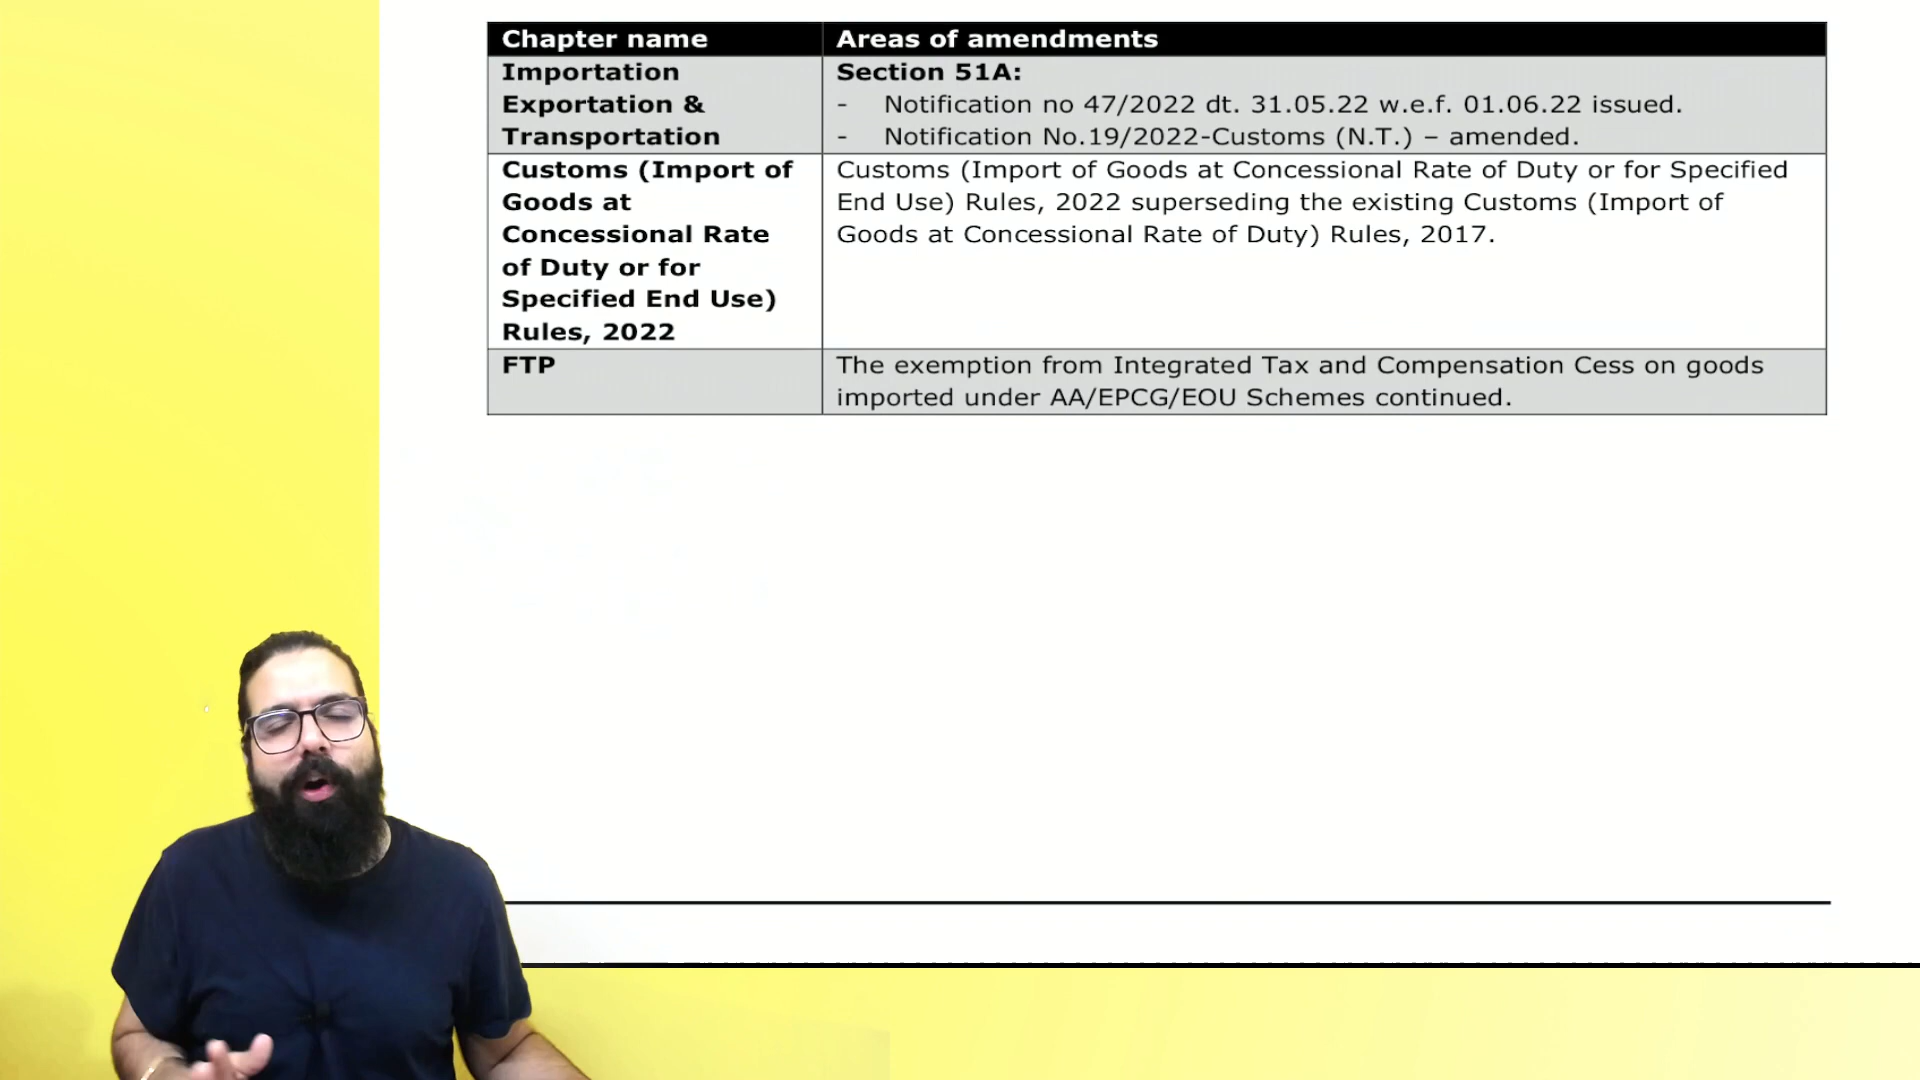 Chapter name
Areas of amendments
Importation
Exportation &
Transportation
Section 51A:
- Notification no 47/2022 dt. 31.05.22 w.e.f. 01.06.22 issued.
- Notification No.19/2022-Customs (N.T.) – amended.
Customs (Import of
Goods at
Concessional Rate
of Duty or for
Specified End Use)
Rules, 2022
Customs (Import of Goods at Concessional Rate of Duty or for Specified
End Use) Rules, 2022 superseding the existing Customs (Import of
Goods at Concessional Rate of Duty) Rules, 2017.
FTP
The exemption from Integrated Tax and Compensation Cess on goods
imported under AA/EPCG/EOU Schemes continued.